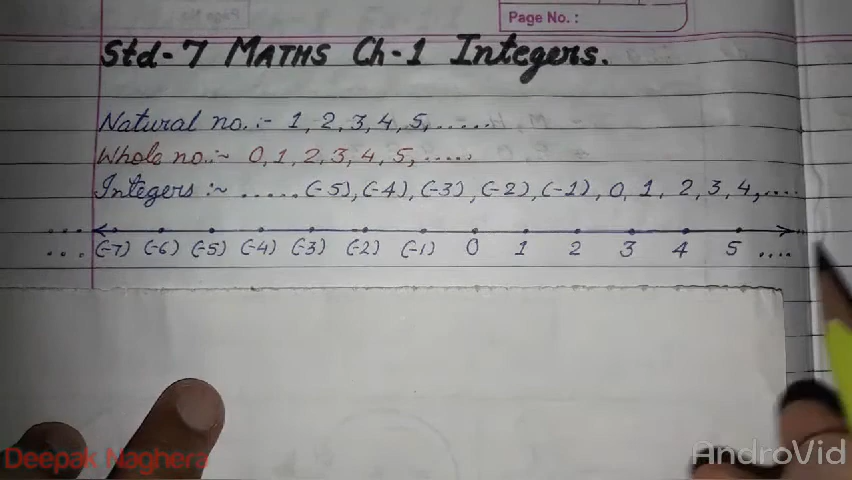 Page No. :
Std-7 MATHS Ch-1 Integers.
Natural no. :- 1, 2, 3, 4, 5, ......
Whole no. :~ 0, 1, 2, 3, 4, 5, .....
Integers :~ ..... (-5), (-4), (-3), (-2), (-1), 0, 1, 2, 3, 4, ....
... (-7) (-6) (-5) (-4) (-3) (-2) (-1) 0 1 2 3 4 5 ....
Deepak Naghera
AndroVid